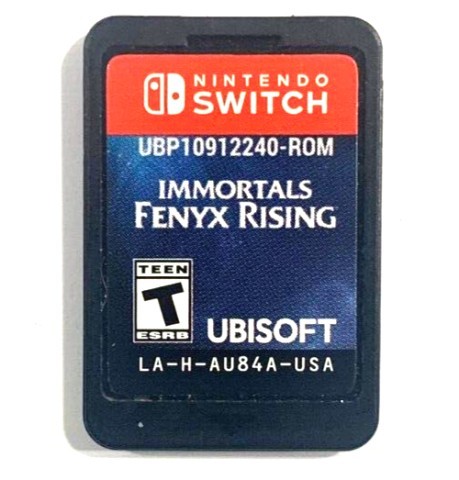 NINTENDO
SWITCH
UBP10912240-ROM
IMMORTALS
FENYX RISING
TEEN
T
ESRB
UBISOFT
LA-H-AU84A-USA